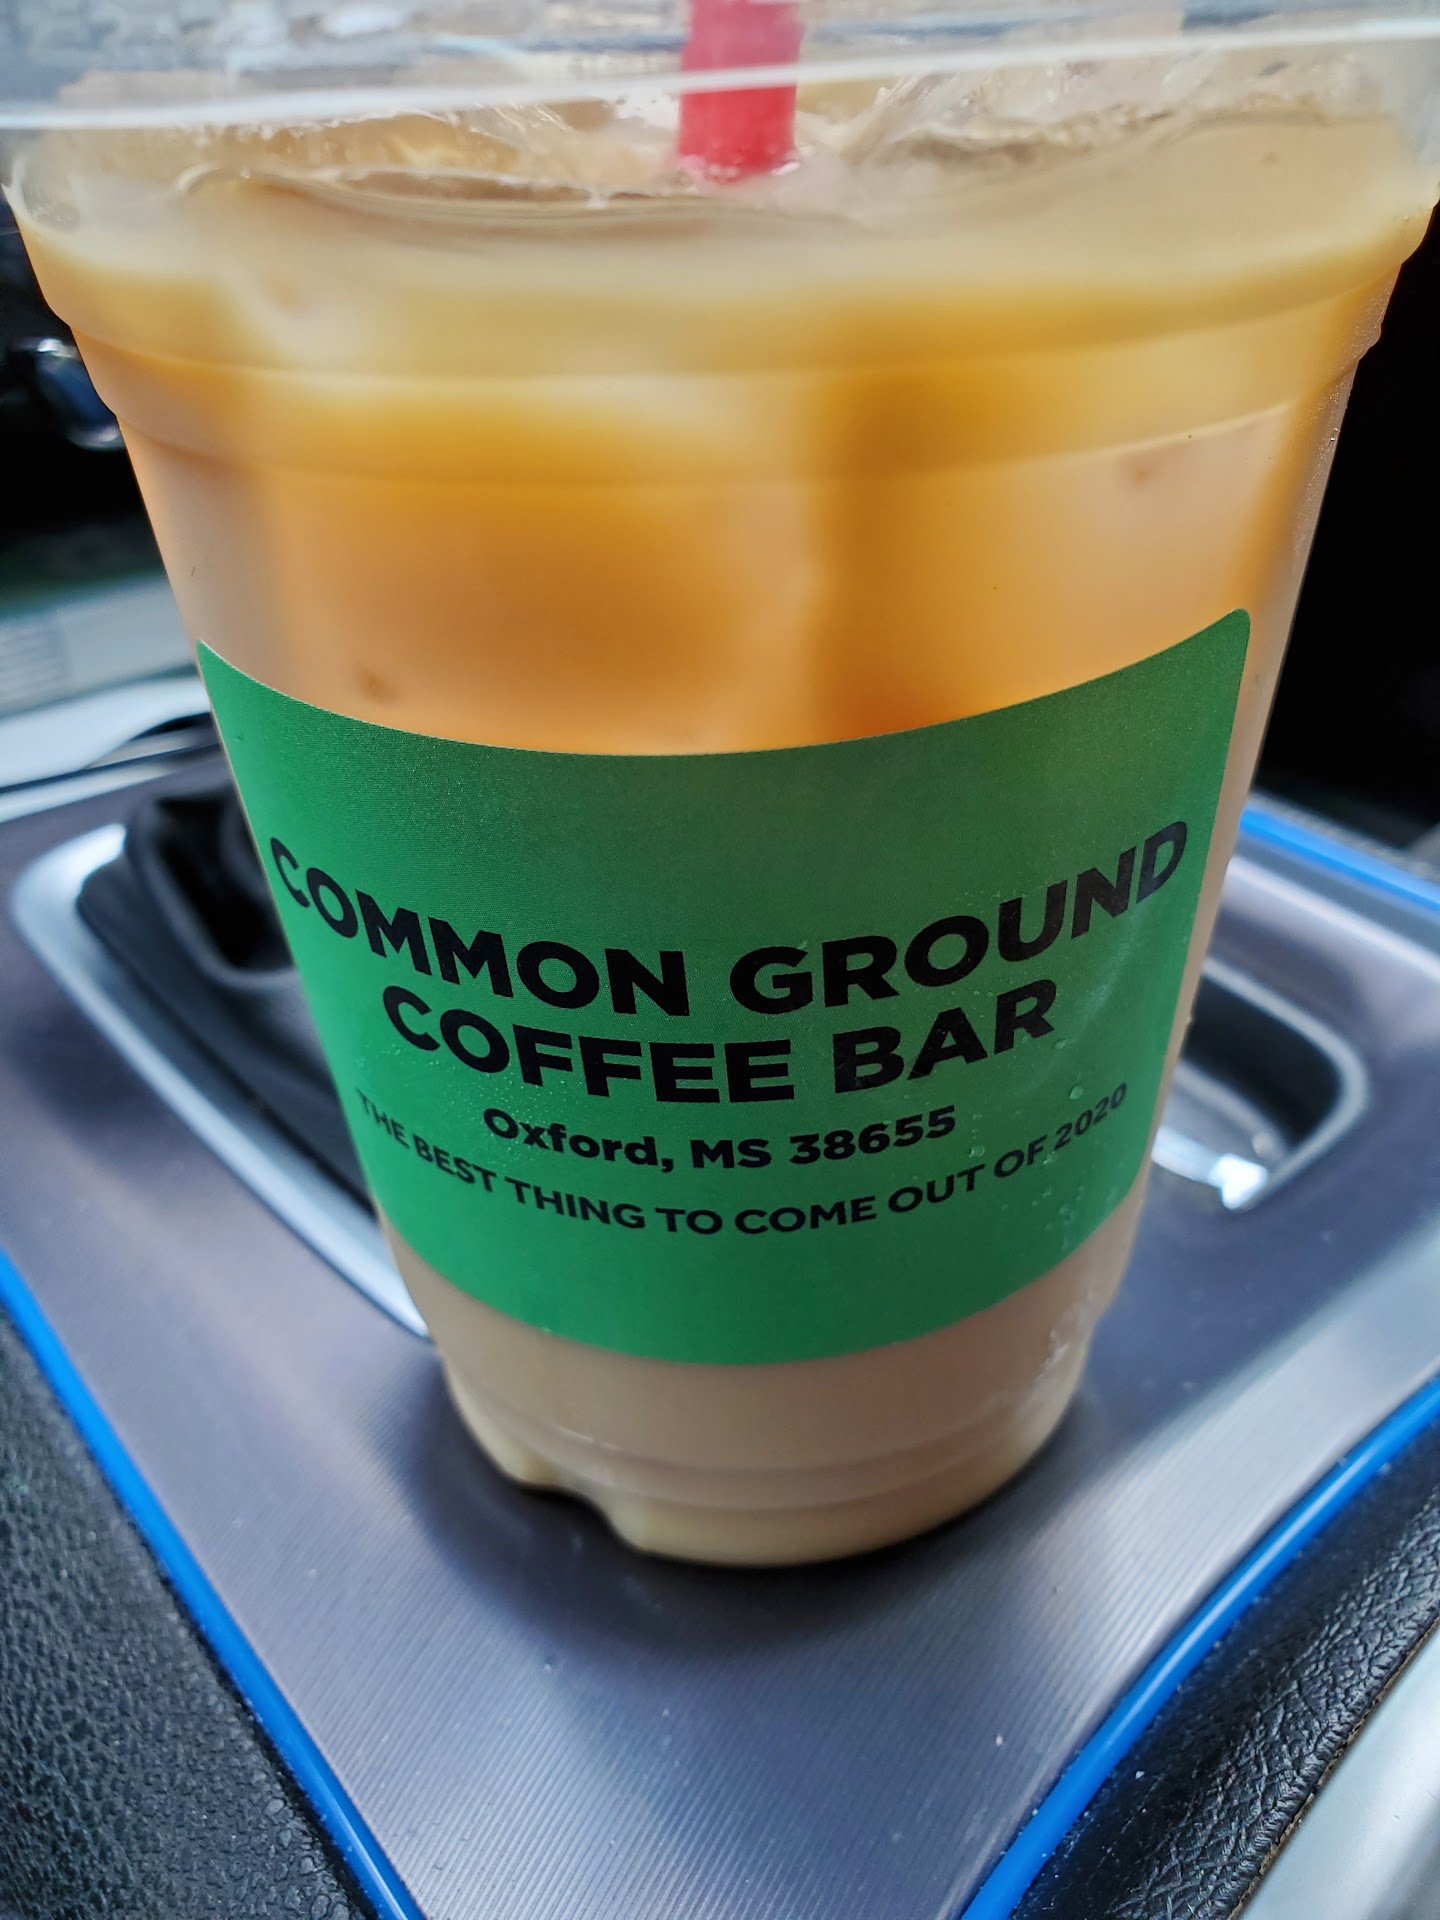 COMMON GROUND
COFFEE BAR
Oxford, MS 38655
THE BEST THING TO COME OUT OF 2020